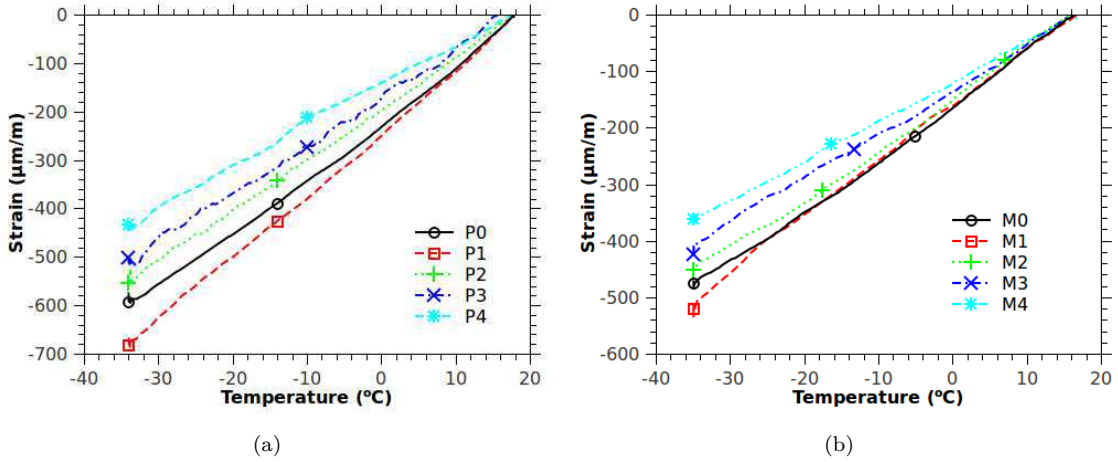 0
-100
-200
-300
-400
-500
-600
-700
Strain (µm/m)
-40 -30 -20 -10 0 10 20
Temperature (ºC)
P0
P1
P2
P3
P4
(a)
0
-100
-200
-300
-400
-500
-600
Strain (µm/m)
-40 -30 -20 -10 0 10 20
Temperature (ºC)
M0
M1
M2
M3
M4
(b)